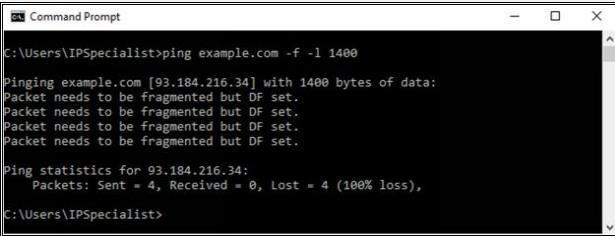 Command Prompt
C:\Users\IPSpecialist>ping example.com -f -l 1400
Pinging example.com [93.184.216.34] with 1400 bytes of data:
Packet needs to be fragmented but DF set.
Packet needs to be fragmented but DF set.
Packet needs to be fragmented but DF set.
Packet needs to be fragmented but DF set.
Ping statistics for 93.184.216.34:
Packets: Sent = 4, Received = 0, Lost = 4 (100% loss),
C:\Users\IPSpecialist>